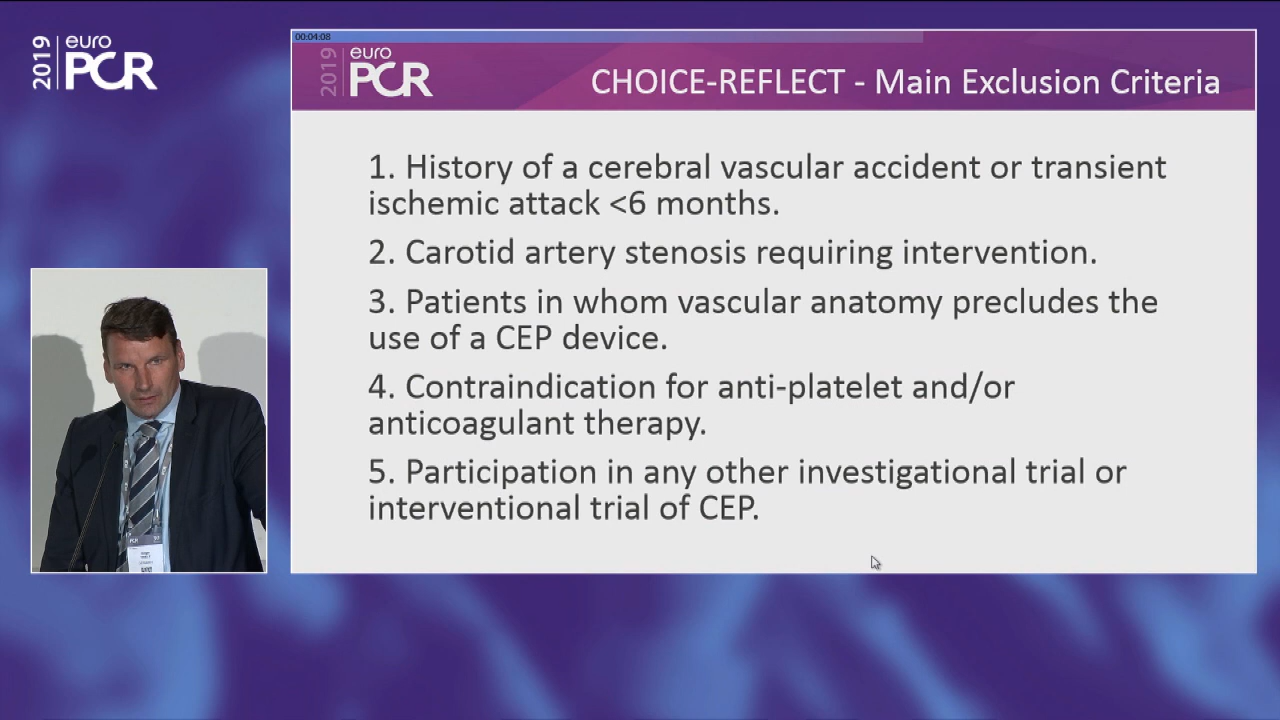 2019 euro PCR
00:04:08
2019 euro PCR
CHOICE-REFLECT - Main Exclusion Criteria
1. History of a cerebral vascular accident or transient
ischemic attack <6 months.
2. Carotid artery stenosis requiring intervention.
3. Patients in whom vascular anatomy precludes the
use of a CEP device.
4. Contraindication for anti-platelet and/or
anticoagulant therapy.
5. Participation in any other investigational trial or
interventional trial of CEP.
PCR